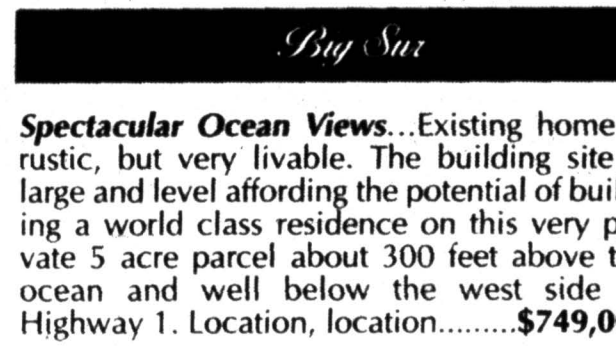 Big Sur
Spectacular Ocean Views...Existing home
rustic, but very livable. The building site
large and level affording the potential of buil
ing a world class residence on this very p
vate 5 acre parcel about 300 feet above t
ocean and well below the west side
Highway 1. Location, location.........$749,0